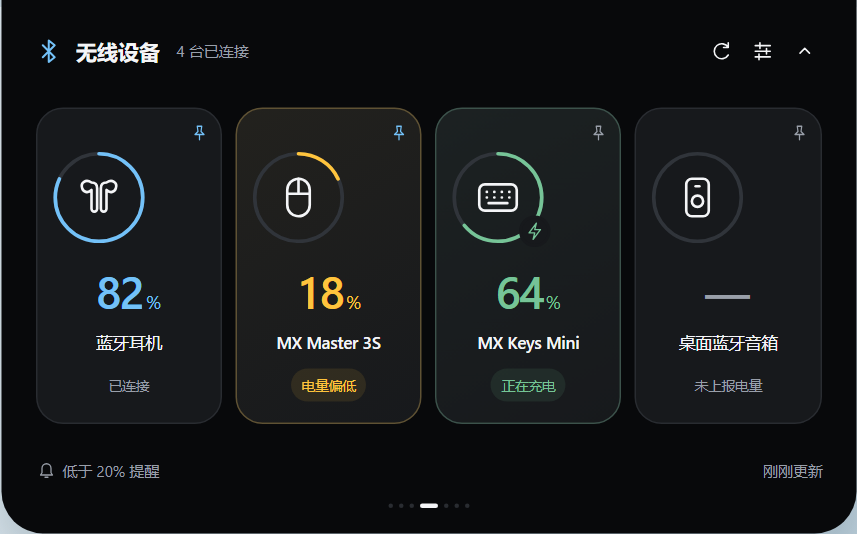 无线设备 4 台已连接
82%
蓝牙耳机
已连接
18%
MX Master 3S
电量偏低
64%
MX Keys Mini
正在充电
—
桌面蓝牙音箱
未上报电量
低于 20% 提醒
刚刚更新